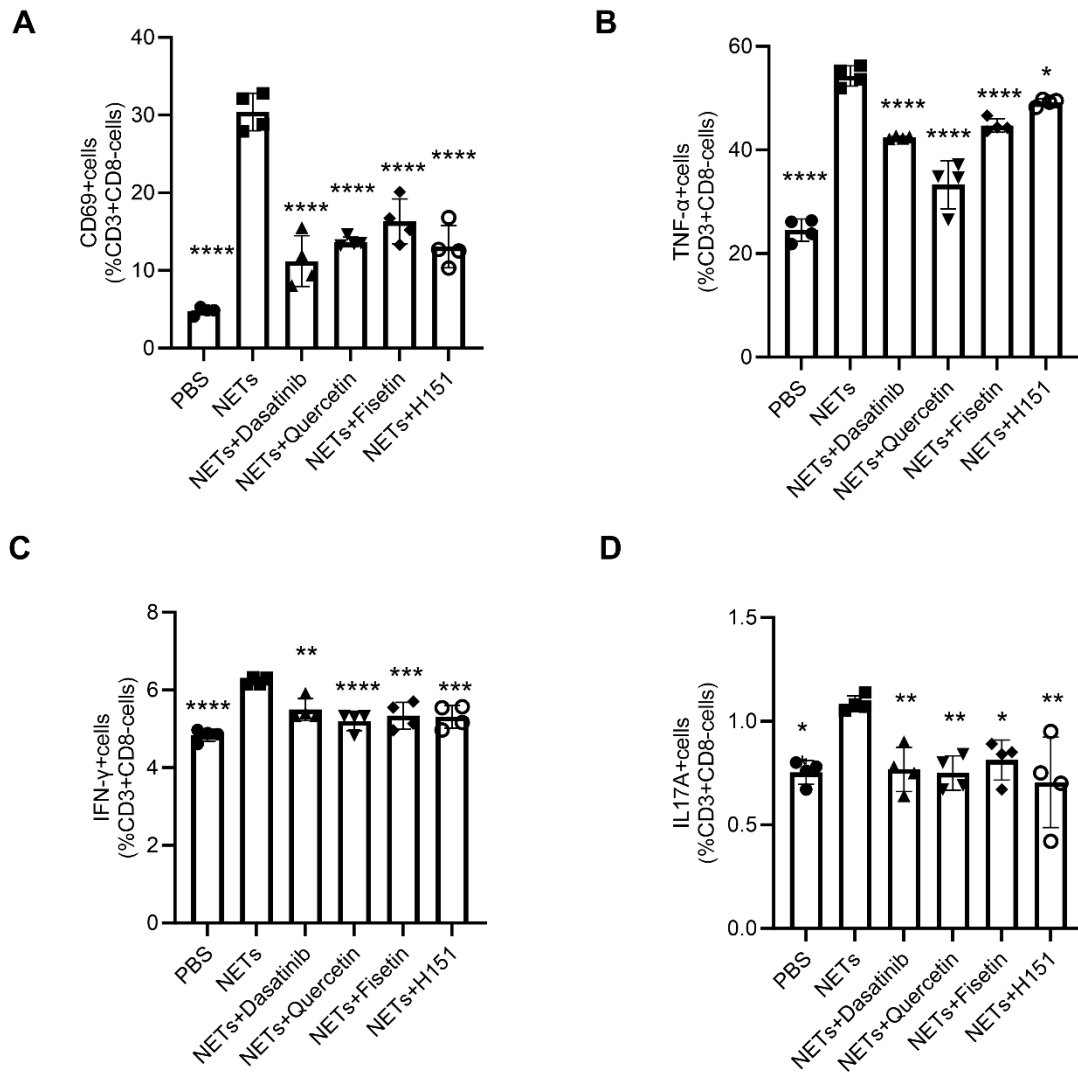 A
CD69+cells
(%CD3+CD8-cells)
40
30
20
10
0
****
****
****
****
****
PBS
NETs
NETs+Dasatinib
NETs+Quercetin
NETs+Fisetin
NETs+H151
B
TNF-α+cells
(%CD3+CD8-cells)
60
40
20
0
****
****
****
****
*
PBS
NETs
NETs+Dasatinib
NETs+Quercetin
NETs+Fisetin
NETs+H151
C
IFN-γ+cells
(%CD3+CD8-cells)
8
6
4
2
0
****
**
****
***
***
PBS
NETs
NETs+Dasatinib
NETs+Quercetin
NETs+Fisetin
NETs+H151
D
IL17A+cells
(%CD3+CD8-cells)
1.5
1.0
0.5
0.0
*
**
**
*
**
PBS
NETs
NETs+Dasatinib
NETs+Quercetin
NETs+Fisetin
NETs+H151